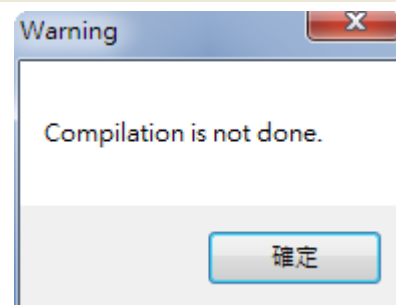 Warning
Compilation is not done.
確定